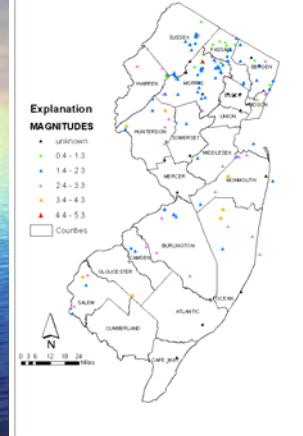 SUSSEX
PASSAIC
BERGEN
WARREN
MORRIS
HUDSON
UNION
Explanation
MAGNITUDES
unknown
0.4 - 1.3
1.4 - 2.3
2.4 - 3.3
3.4 - 4.3
4.4 - 5.3
Counties
HUNTERDON
SOMERSET
MIDDLESEX
MERCER
MONMOUTH
BURLINGTON
CAMDEN
GLOUCESTER
OCEAN
SALEM
ATLANTIC
CUMBERLAND
CAPE MAY
N
0 3 6 12 18 24
Miles